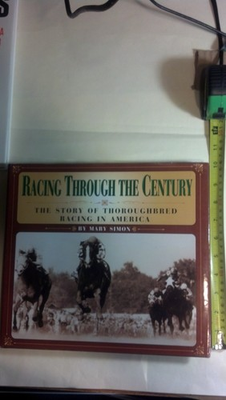 RACING THROUGH THE CENTURY
THE STORY OF THOROUGHBRED
RACING IN AMERICA
BY MARY SIMON